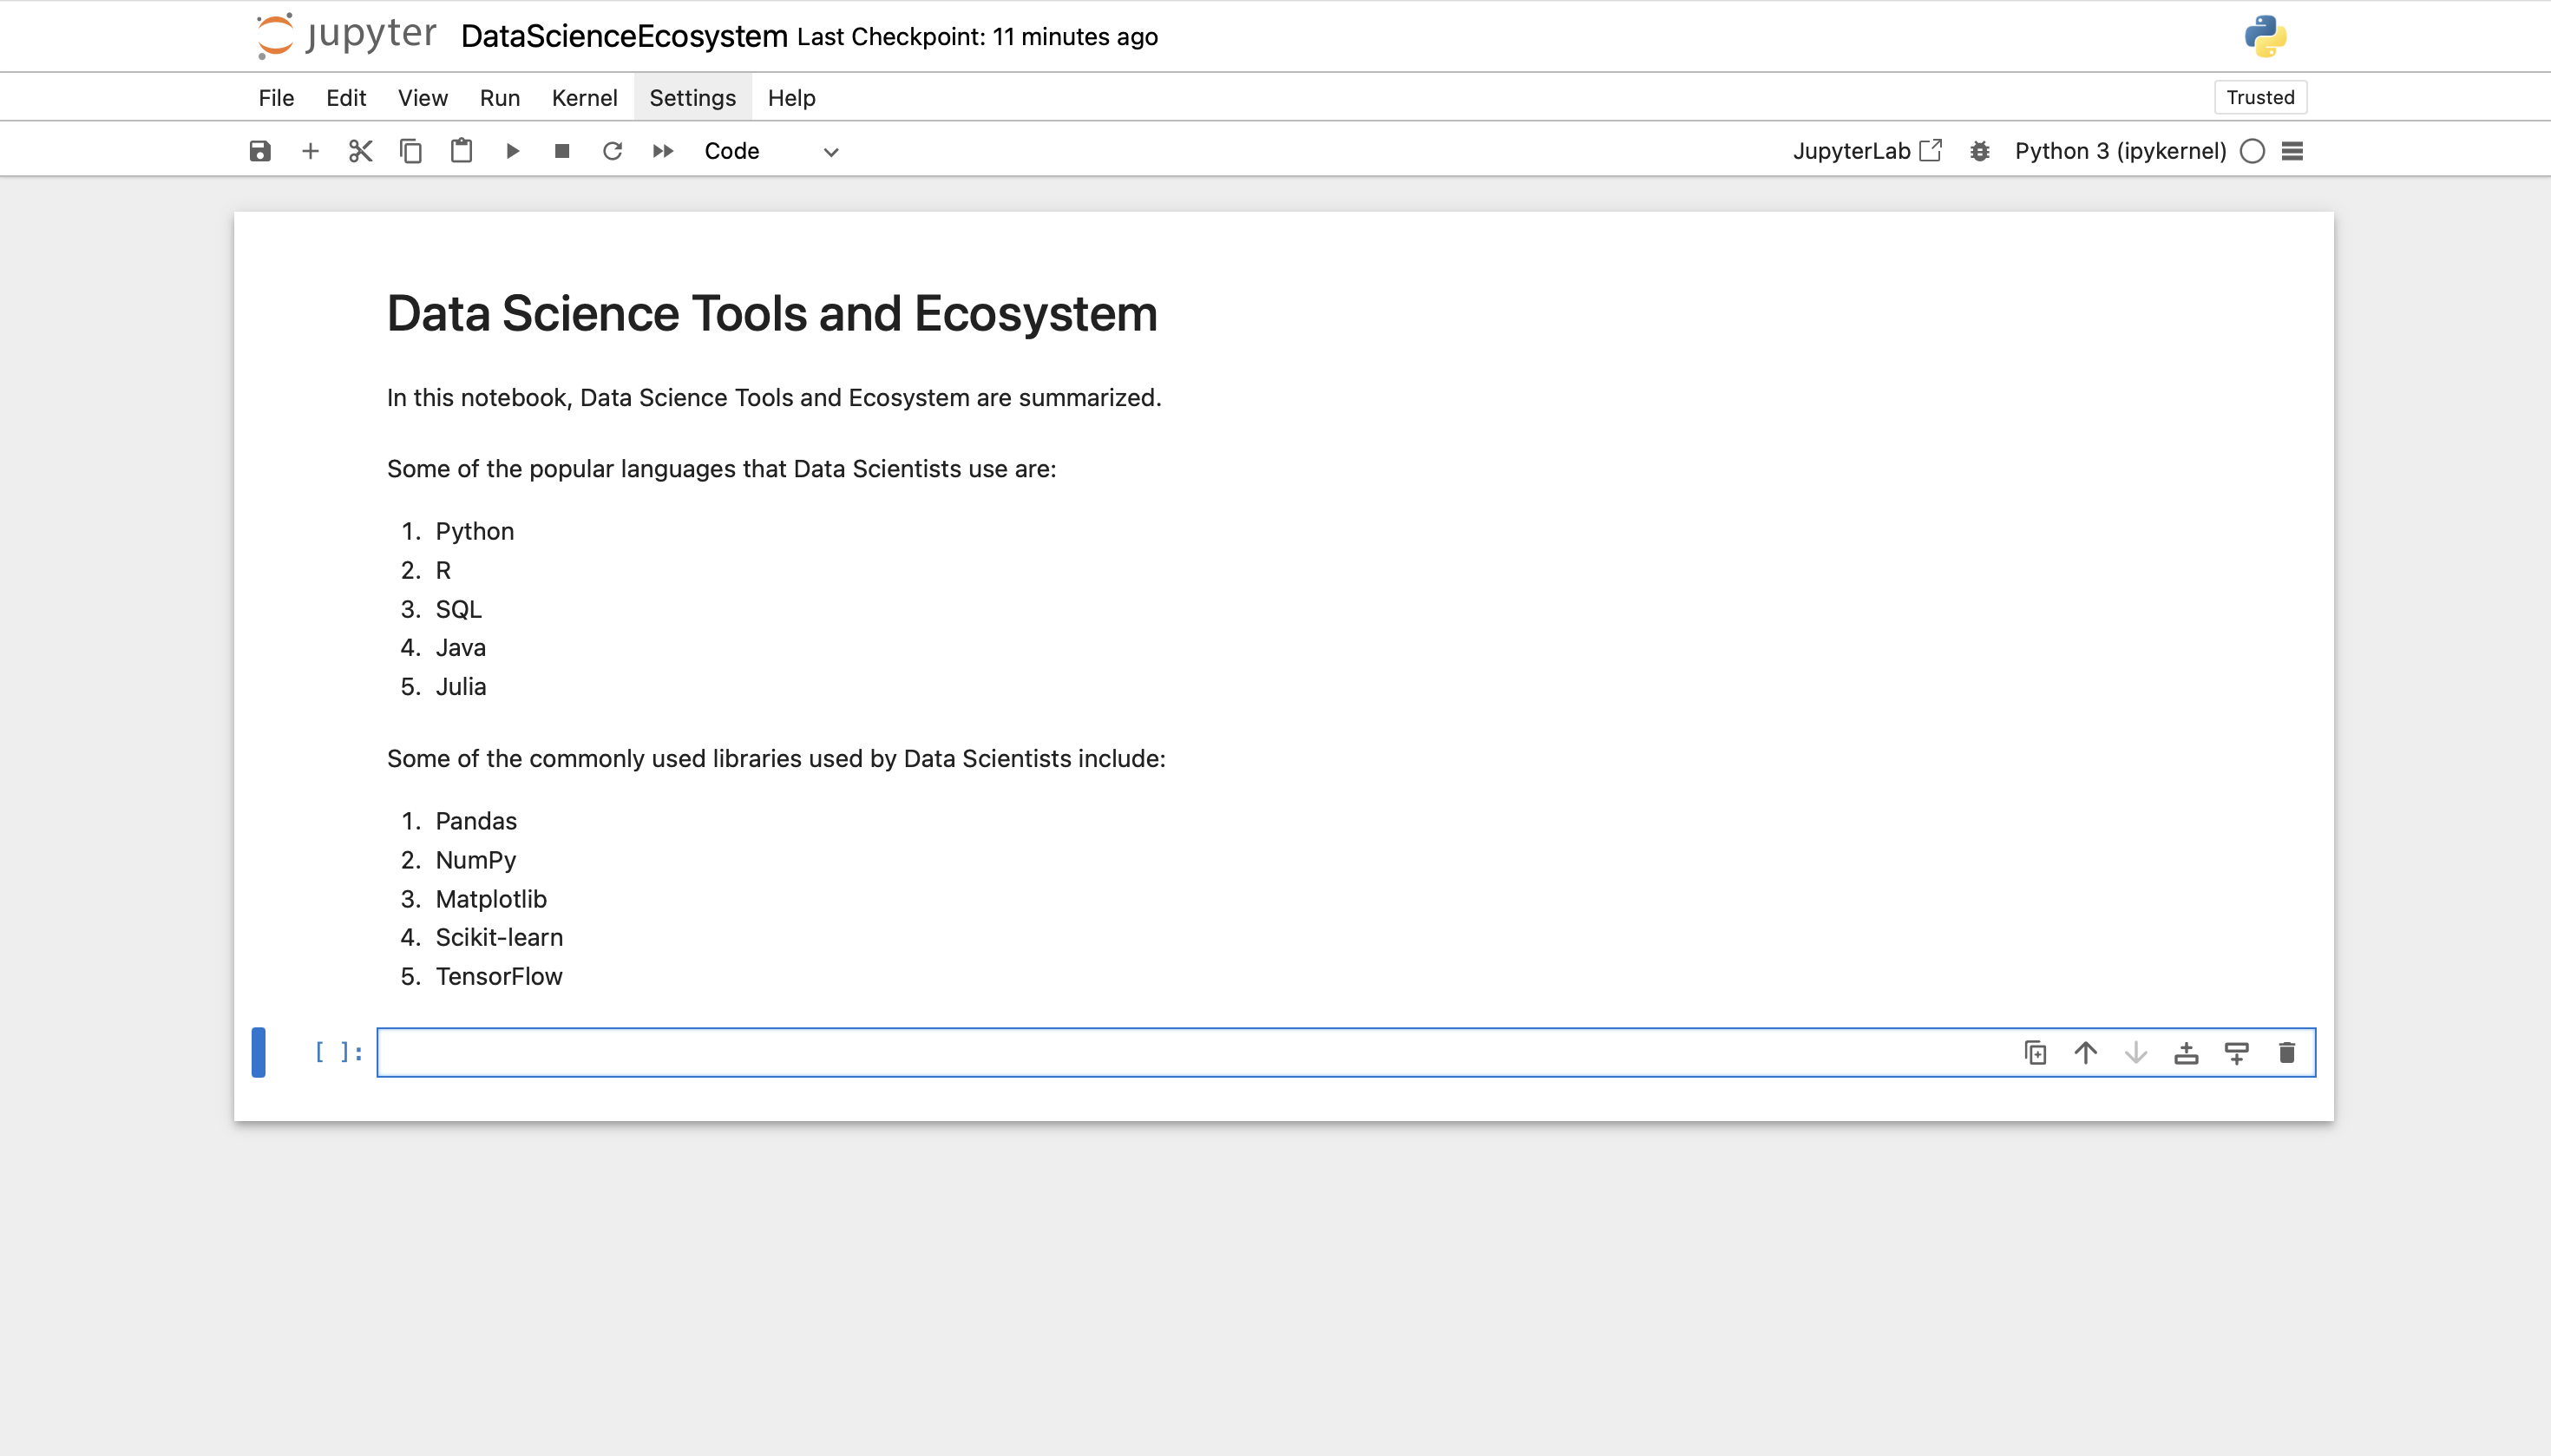 jupyter DataScienceEcosystem Last Checkpoint: 11 minutes ago
File Edit View Run Kernel Settings Help Trusted
Code JupyterLab Python 3 (ipykernel)
Data Science Tools and Ecosystem
In this notebook, Data Science Tools and Ecosystem are summarized.
Some of the popular languages that Data Scientists use are:
1. Python
2. R
3. SQL
4. Java
5. Julia
Some of the commonly used libraries used by Data Scientists include:
1. Pandas
2. NumPy
3. Matplotlib
4. Scikit-learn
5. TensorFlow
[ ]: